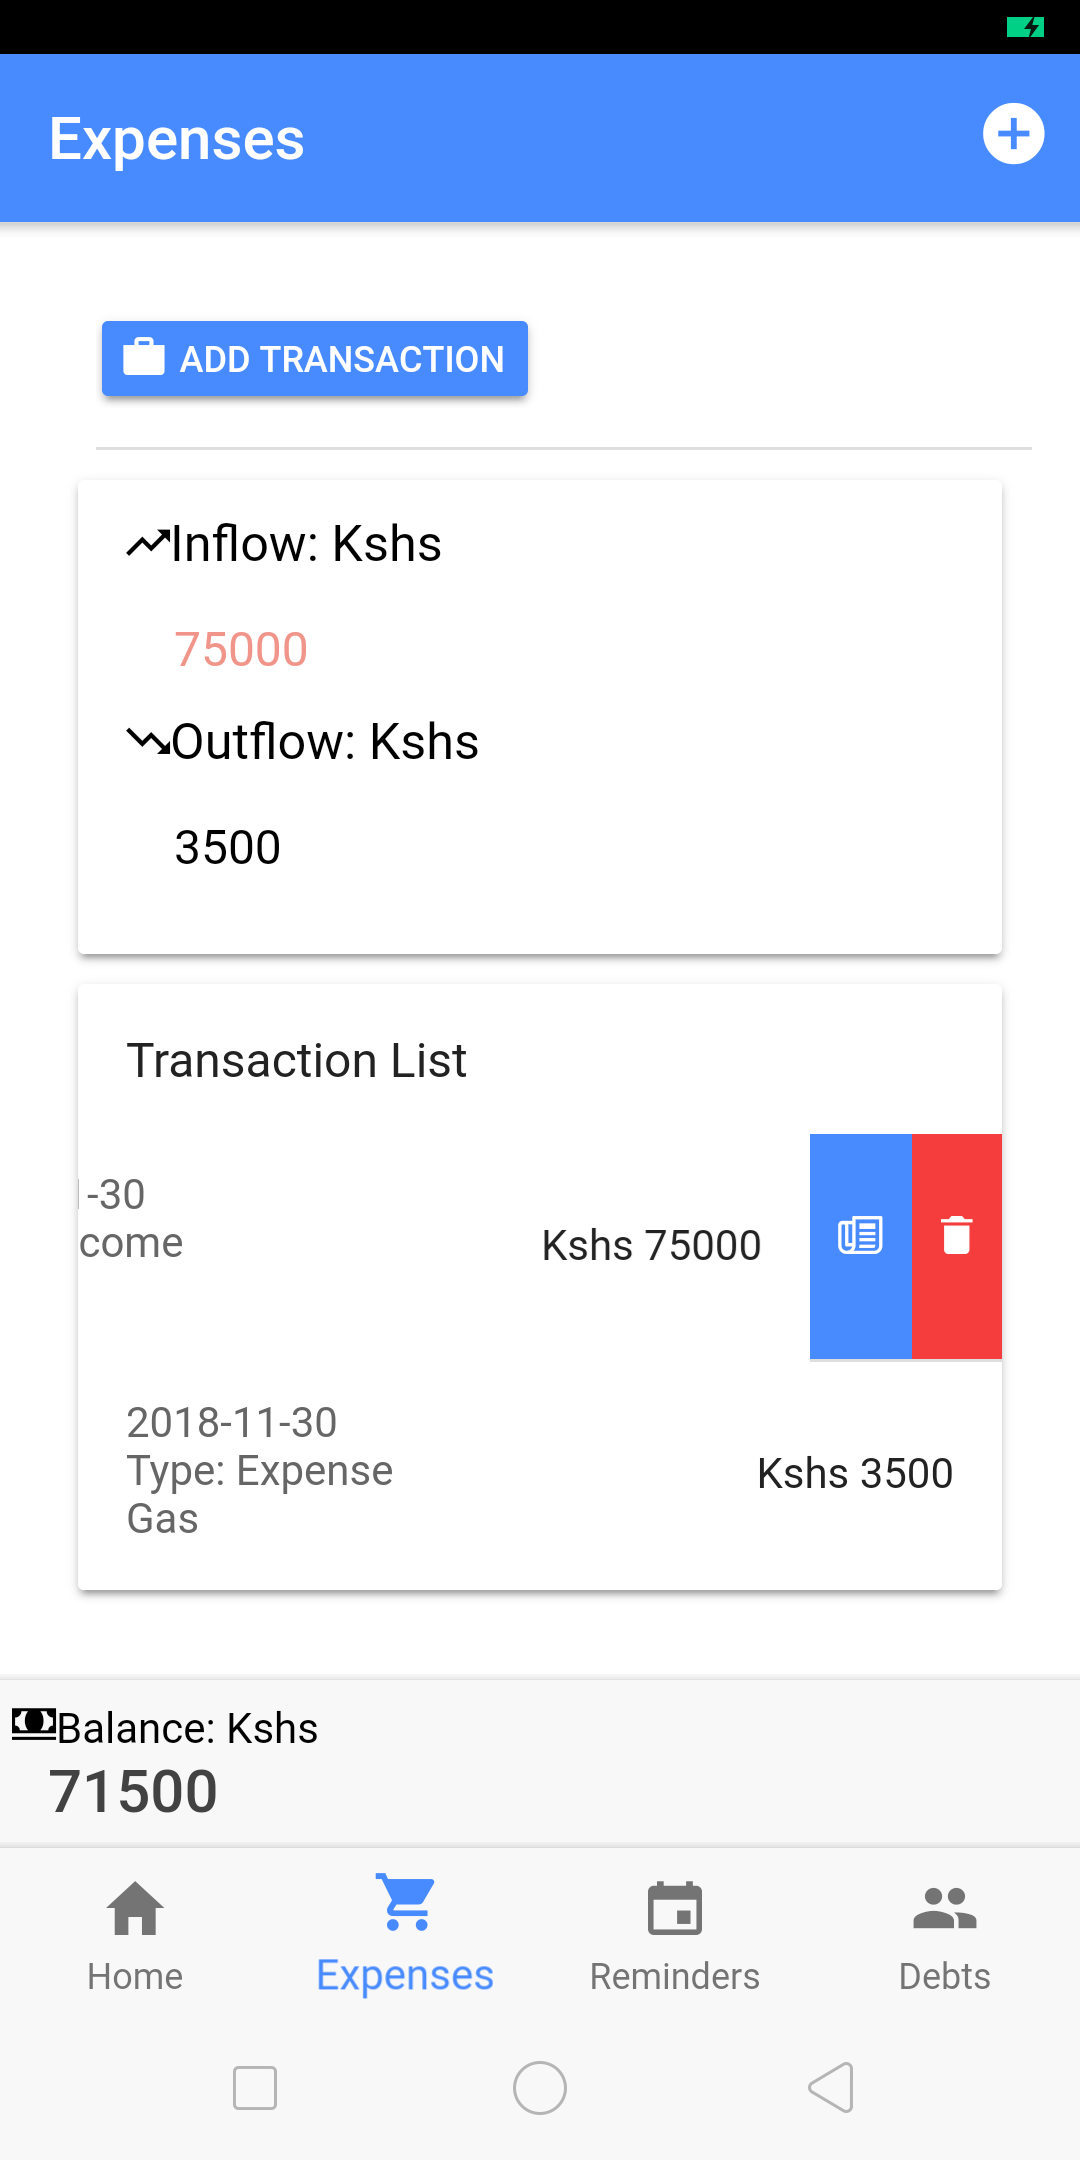 Expenses
ADD TRANSACTION
Inflow: Kshs
75000
Outflow: Kshs
3500
Transaction List
-30
come
Kshs 75000
2018-11-30
Type: Expense
Gas
Kshs 3500
Balance: Kshs
71500
Home
Expenses
Reminders
Debts